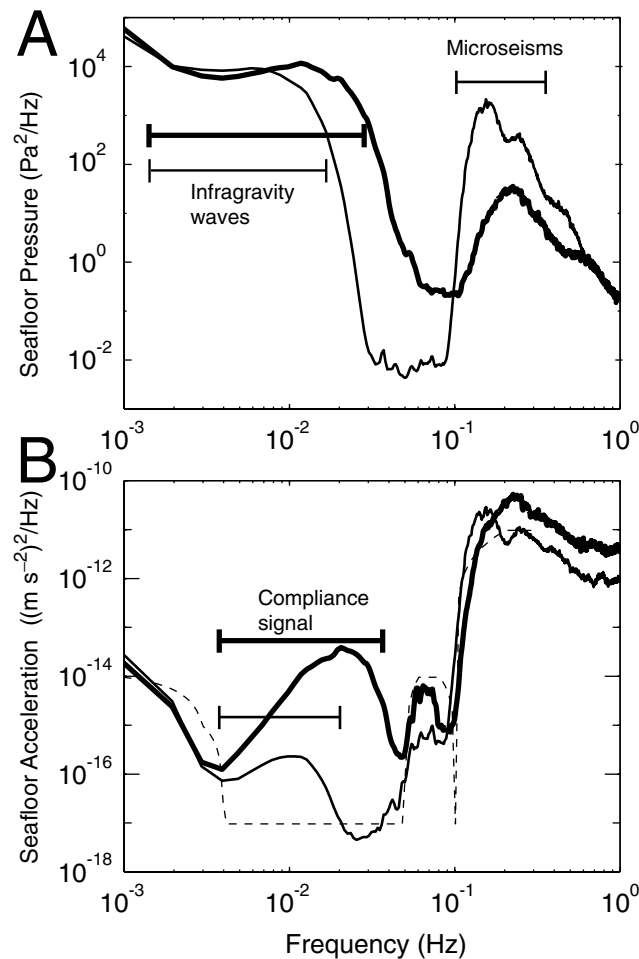 A
Seafloor Pressure (Pa²/Hz)
10⁴
10²
10⁰
10⁻²
Microseisms
Infragravity
waves
10⁻³
10⁻²
10⁻¹
10⁰
B
Seafloor Acceleration ((m s⁻²)²/Hz)
10⁻¹⁰
10⁻¹²
10⁻¹⁴
10⁻¹⁶
10⁻¹⁸
Compliance
signal
10⁻³
10⁻²
10⁻¹
10⁰
Frequency (Hz)